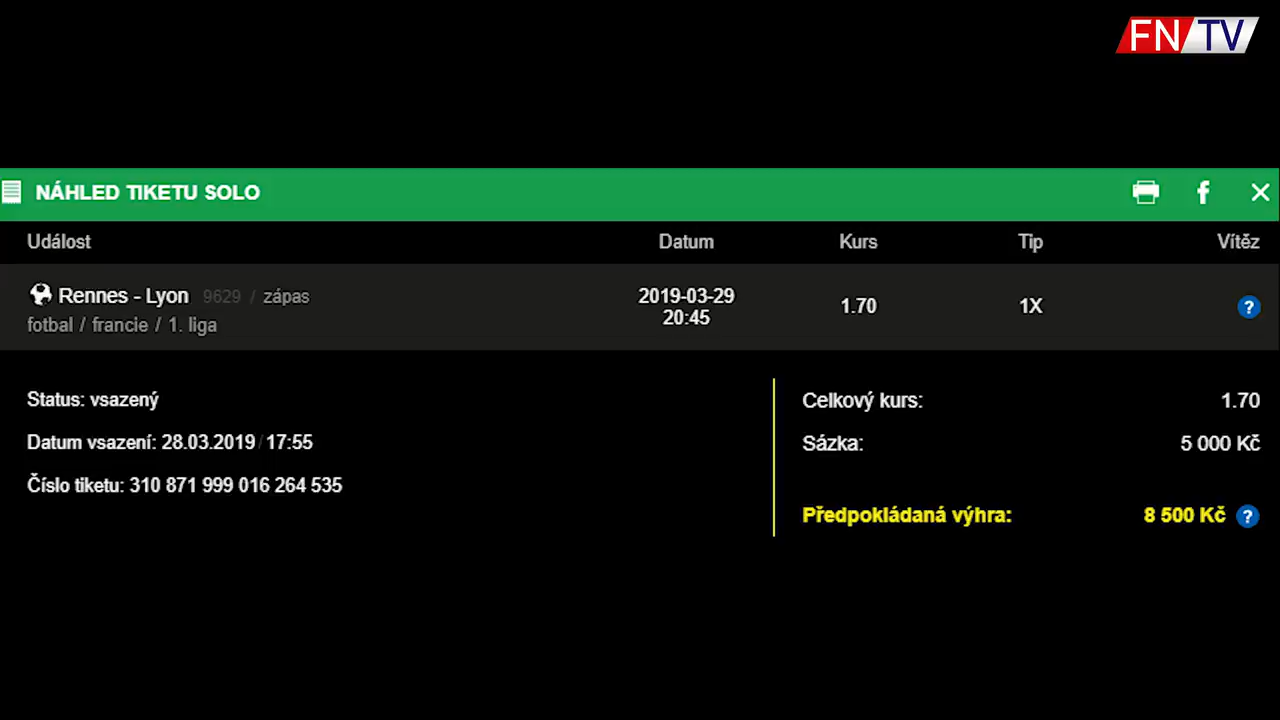 FN/TV
NÁHLED TIKETU SOLO
f
Událost Datum Kurs Tip Vítěz
Rennes - Lyon 9629 / zápas 2019-03-29 20:45 1.70 1X ?
fotbal / francie / 1. liga
Status: vsazený
Datum vsazení: 28.03.2019 / 17:55
Číslo tiketu: 310 871 999 016 264 535
Celkový kurs: 1.70
Sázka: 5 000 Kč
Předpokládaná výhra: 8 500 Kč ?